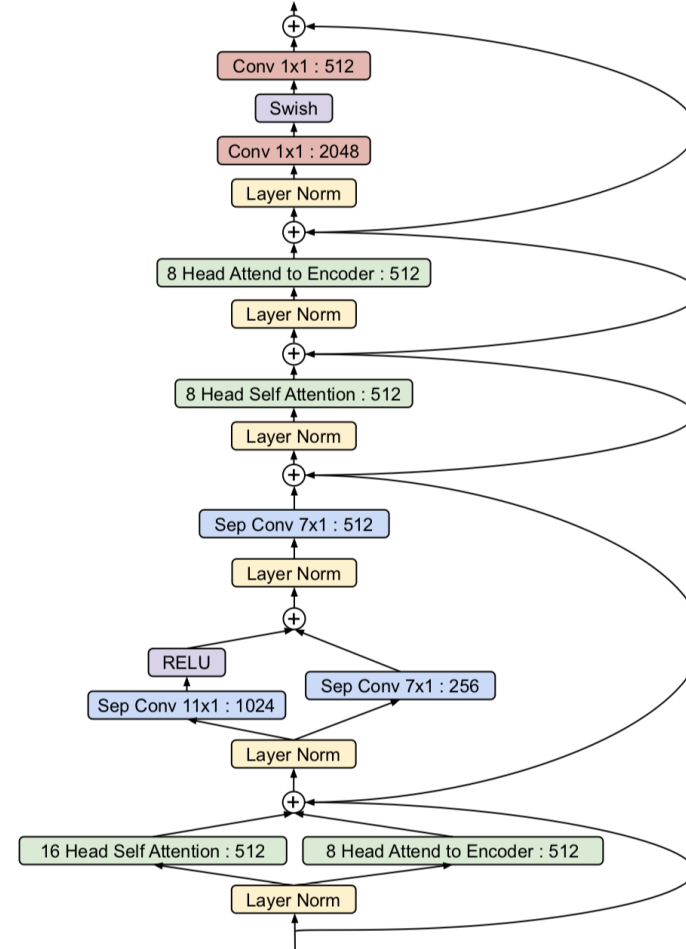 +
Conv 1x1 : 512
Swish
Conv 1x1 : 2048
Layer Norm
+
8 Head Attend to Encoder : 512
Layer Norm
+
8 Head Self Attention : 512
Layer Norm
+
Sep Conv 7x1 : 512
Layer Norm
+
RELU
Sep Conv 7x1 : 256
Sep Conv 11x1 : 1024
Layer Norm
+
16 Head Self Attention : 512
8 Head Attend to Encoder : 512
Layer Norm